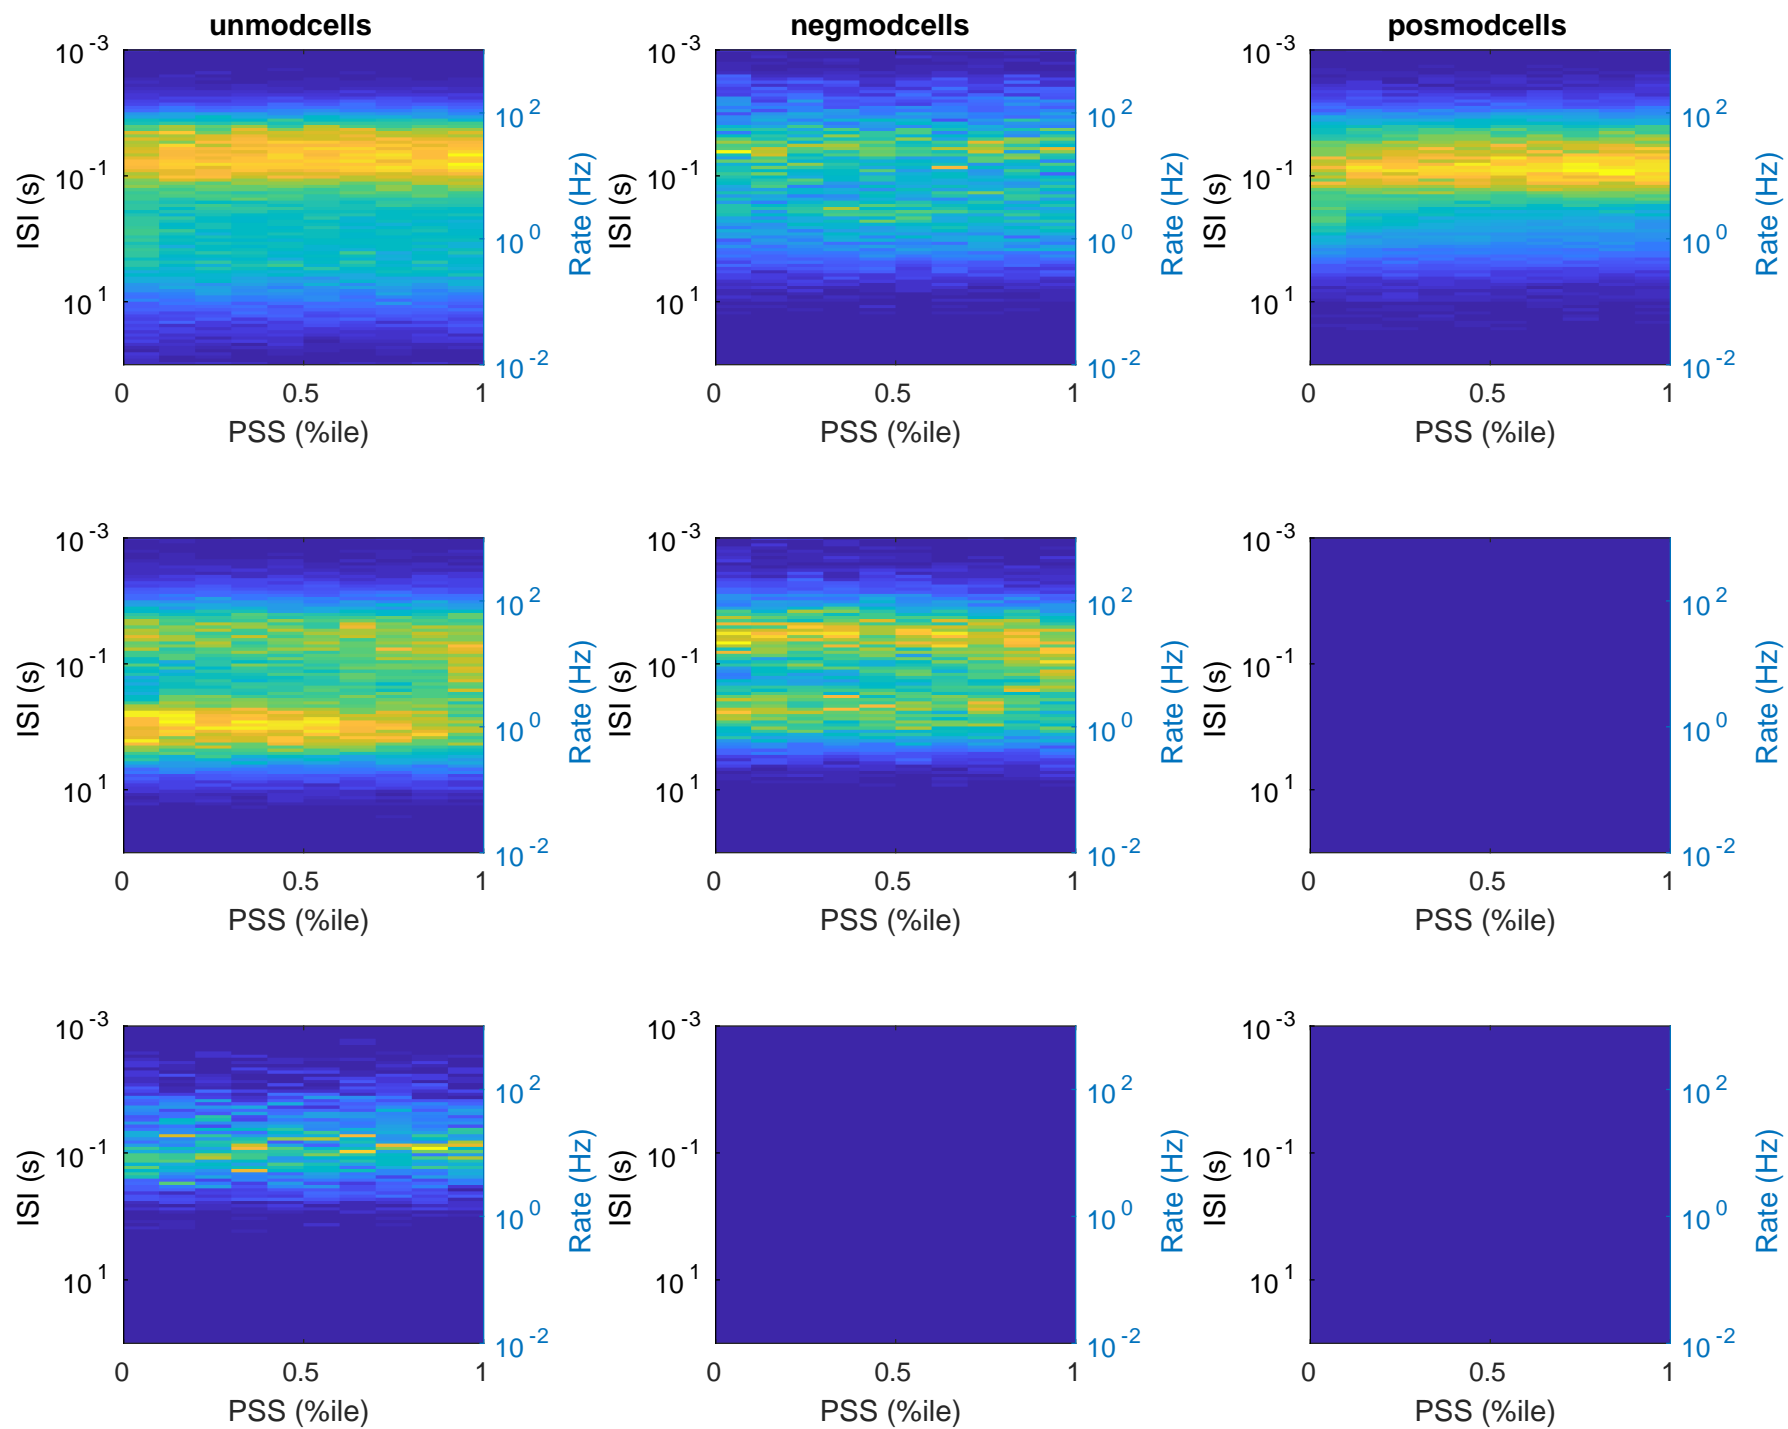 unmodcells negmodcells posmodcells
10^-3 10^-3 10^-3
10^2 10^2 10^2
10^-1 10^-1 10^-1
ISI (s) Rate (Hz) ISI (s) Rate (Hz) ISI (s) Rate (Hz)
10^0 10^0 10^0
10^1 10^1 10^1
10^-2 10^-2 10^-2
0 0.5 1 0 0.5 1 0 0.5 1
PSS (%ile) PSS (%ile) PSS (%ile)
10^-3 10^-3 10^-3
10^2 10^2 10^2
10^-1 10^-1 10^-1
ISI (s) Rate (Hz) ISI (s) Rate (Hz) ISI (s) Rate (Hz)
10^0 10^0 10^0
10^1 10^1 10^1
10^-2 10^-2 10^-2
0 0.5 1 0 0.5 1 0 0.5 1
PSS (%ile) PSS (%ile) PSS (%ile)
10^-3 10^-3 10^-3
10^2 10^2 10^2
10^-1 10^-1 10^-1
ISI (s) Rate (Hz) ISI (s) Rate (Hz) ISI (s) Rate (Hz)
10^0 10^0 10^0
10^1 10^1 10^1
10^-2 10^-2 10^-2
0 0.5 1 0 0.5 1 0 0.5 1
PSS (%ile) PSS (%ile) PSS (%ile)